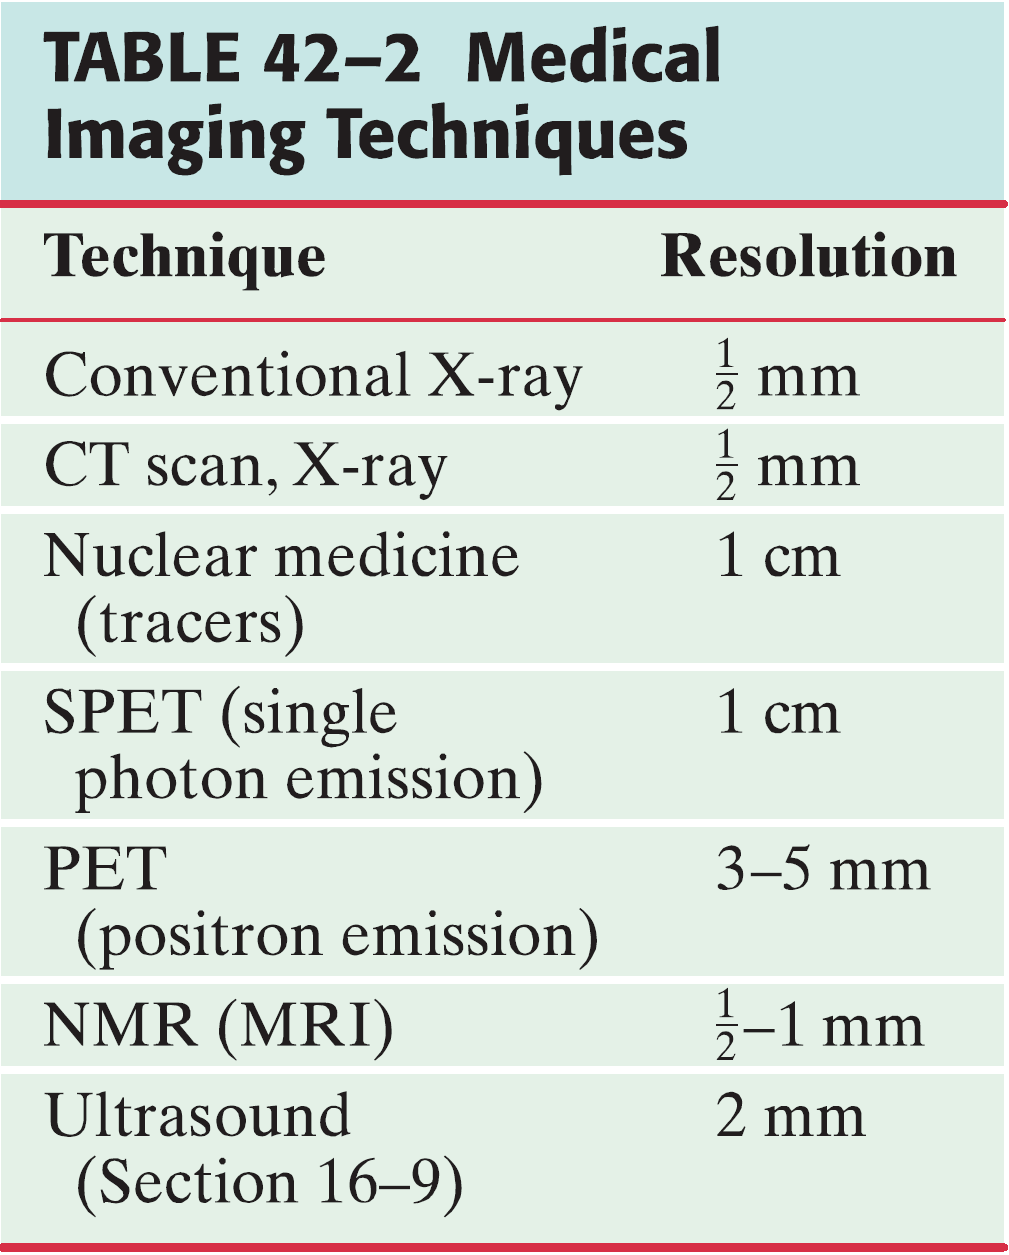 TABLE 42–2 Medical
Imaging Techniques
Technique Resolution
Conventional X-ray ½ mm
CT scan, X-ray ½ mm
Nuclear medicine 1 cm
(tracers)
SPET (single 1 cm
photon emission)
PET 3–5 mm
(positron emission)
NMR (MRI) ½–1 mm
Ultrasound 2 mm
(Section 16–9)